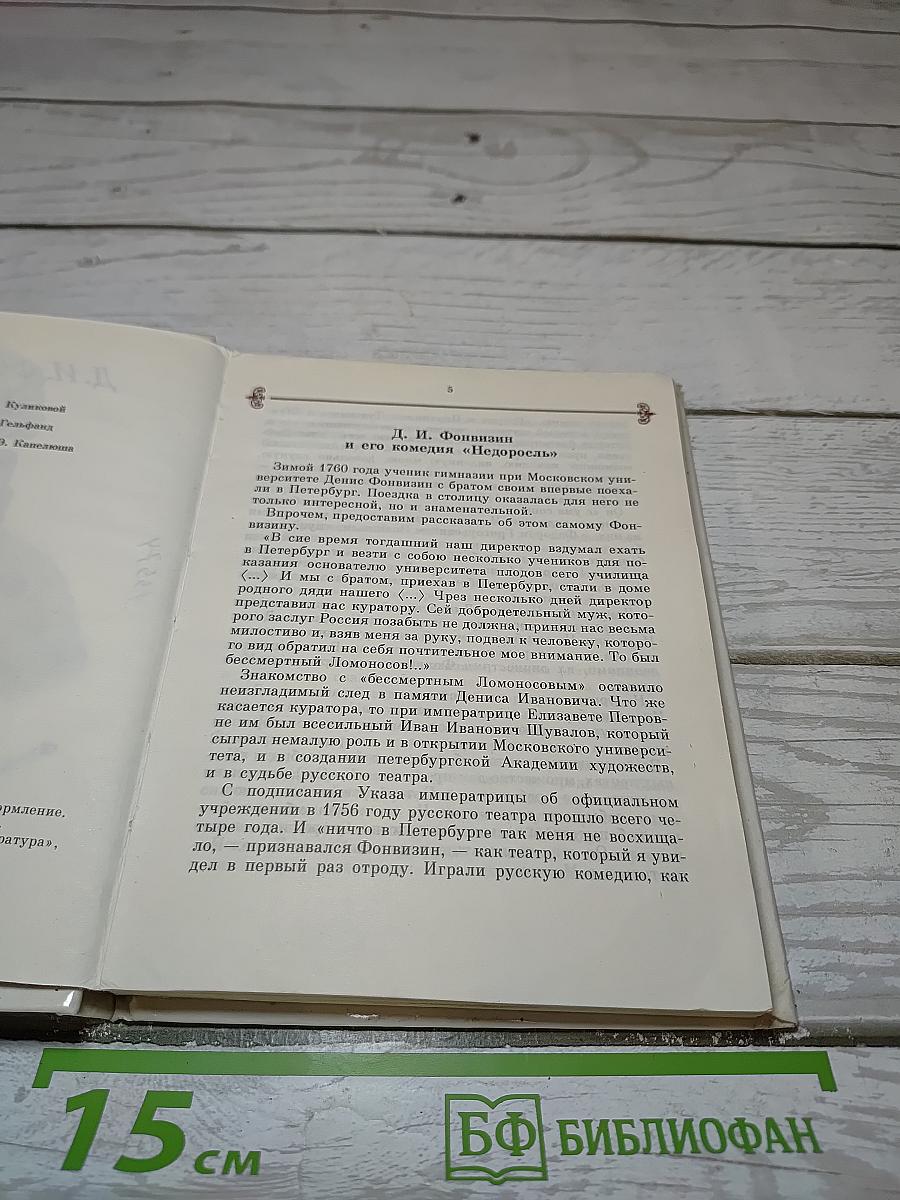 Д. И.
Куликовой
Гельфанд
Э. Капелюша
рмление.
ратура»,
5
Д. И. Фонвизин
и его комедия «Недоросль»
Зимой 1760 года ученик гимназии при Московском уни-
верситете Денис Фонвизин с братом своим впервые поеха-
ли в Петербург. Поездка в столицу оказалась для него не
только интересной, но и знаменательной.
Впрочем, предоставим рассказать об этом самому Фон-
визину.
«В сие время тогдашний наш директор вздумал ехать
в Петербург и везти с собою несколько учеников для по-
казания основателю университета плодов сего училища
⟨...⟩ И мы с братом, приехав в Петербург, стали в доме
родного дяди нашего ⟨...⟩ Чрез несколько дней директор
представил нас куратору. Сей добродетельный муж, кото-
рого заслуг Россия позабыть не должна, принял нас весьма
милостиво и, взяв меня за руку, подвел к человеку, которо-
го вид обратил на себя почтительное мое внимание. То был
бессмертный Ломоносов!..»
Знакомство с «бессмертным Ломоносовым» оставило
неизгладимый след в памяти Дениса Ивановича. Что же
касается куратора, то при императрице Елизавете Петров-
не им был всесильный Иван Иванович Шувалов, который
сыграл немалую роль и в открытии Московского универси-
тета, и в создании петербургской Академии художеств,
и в судьбе русского театра.
С подписания Указа императрицы об официальном
учреждении в 1756 году русского театра прошло всего че-
тыре года. И «ничто в Петербурге так меня не восхища-
ло, — признавался Фонвизин, — как театр, который я уви-
дел в первый раз отроду. Играли русскую комедию, как
15 см
БФ БИБЛИОФАН